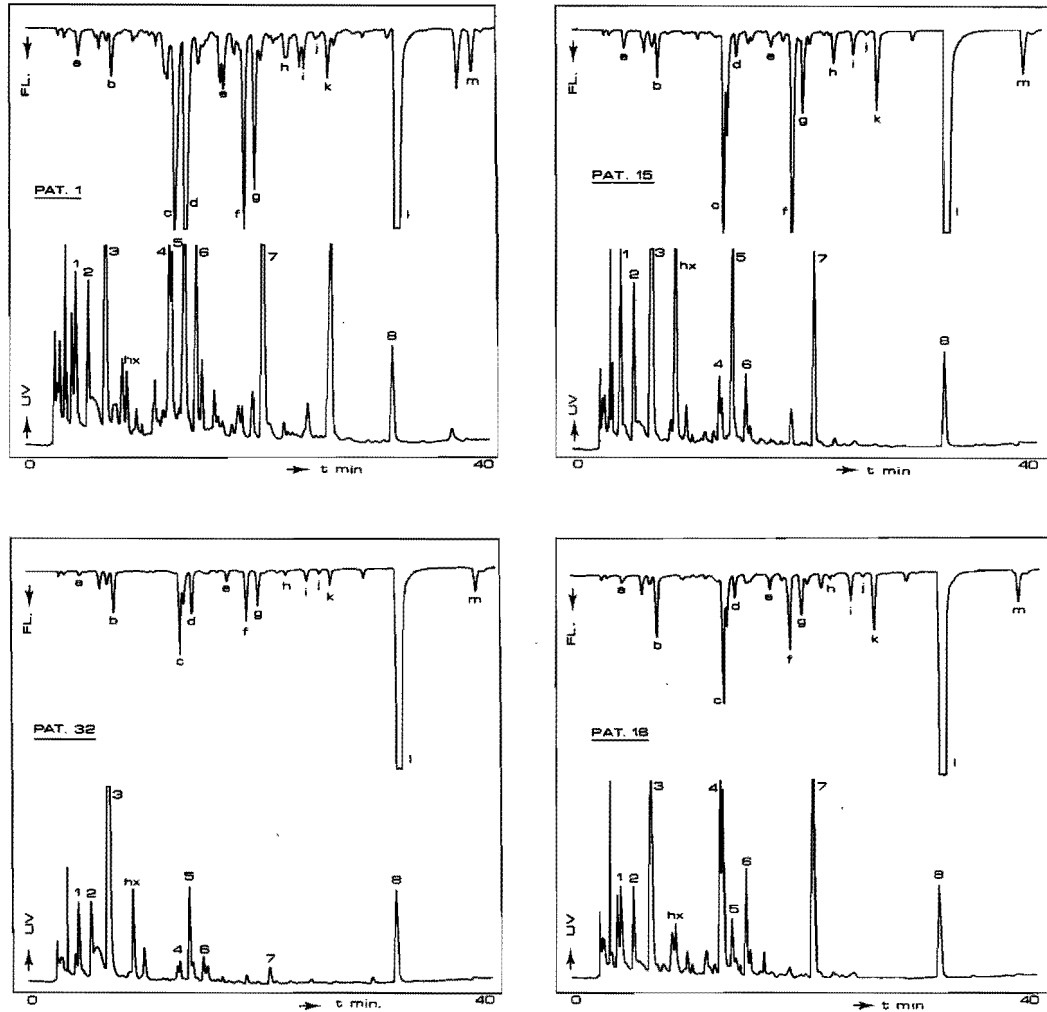 FL.
a b c d e f g h i j k l m
PAT. 1
UV
1 2 3 hx 4 5 6 7 8
0 → t min 40
FL.
a b c d e f g h i j k l m
PAT. 15
UV
1 2 3 hx 4 5 6 7 8
0 → t min 40
FL.
a b c d e f g h i j k l m
PAT. 32
UV
1 2 3 hx 4 5 6 7 8
0 → t min. 40
FL.
a b c d e f g h i j k l m
PAT. 16
UV
1 2 3 hx 4 5 6 7 8
0 → t min. 40